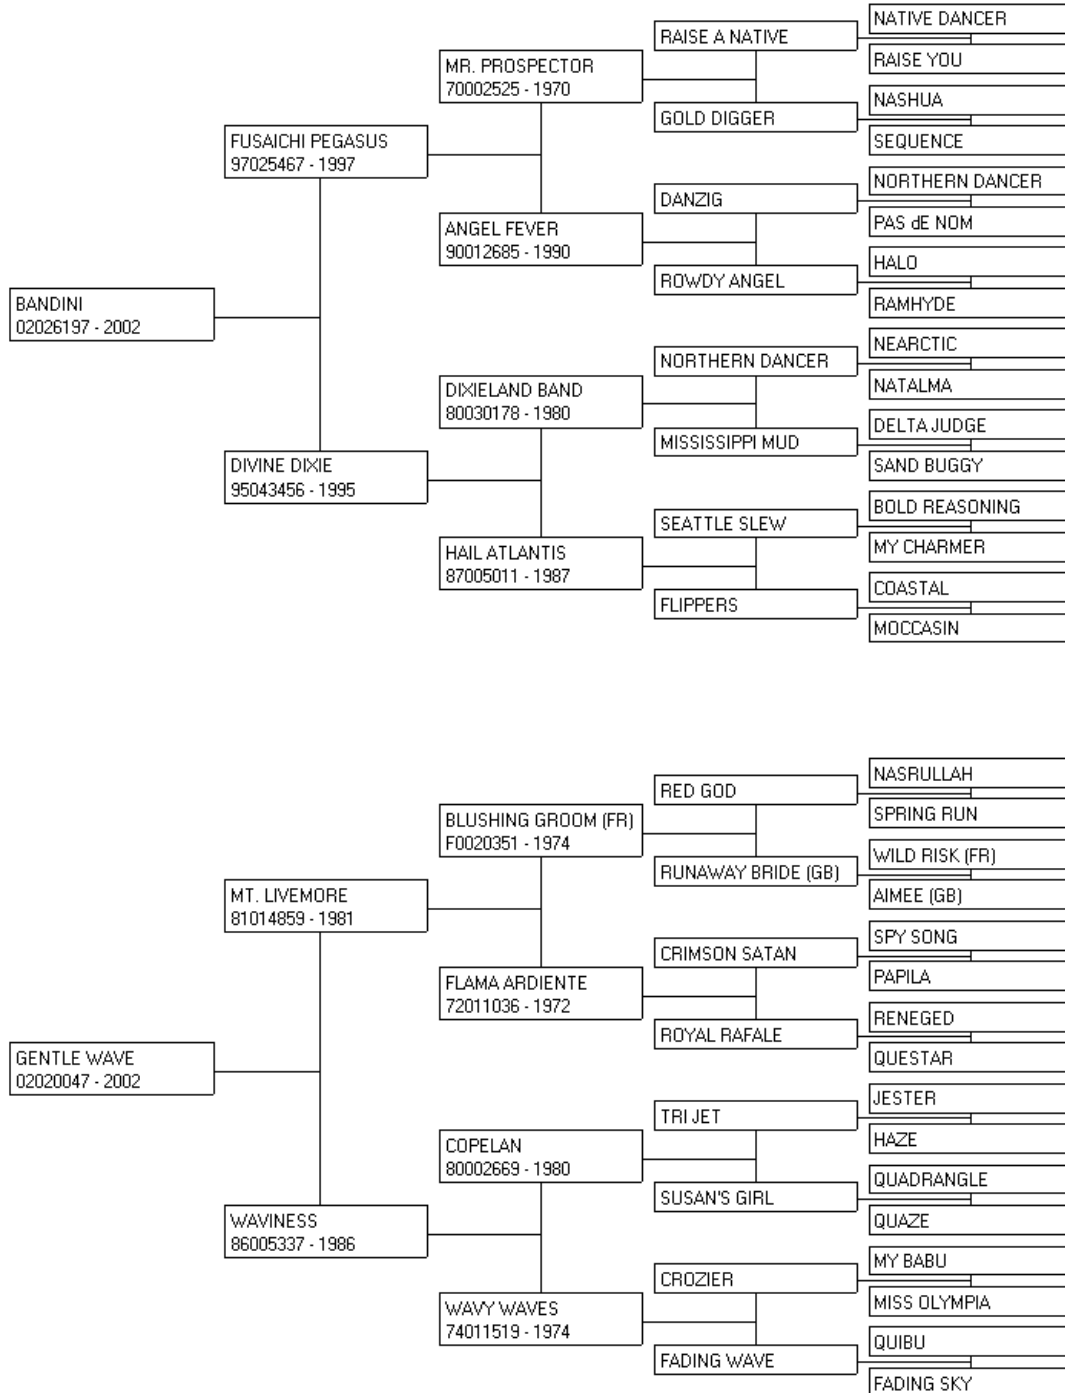 NATIVE DANCER
RAISE A NATIVE
RAISE YOU
MR. PROSPECTOR
70002525 - 1970
NASHUA
GOLD DIGGER
SEQUENCE
FUSAICHI PEGASUS
97025467 - 1997
NORTHERN DANCER
DANZIG
PAS dE NOM
ANGEL FEVER
90012685 - 1990
HALO
ROWDY ANGEL
RAMHYDE
BANDINI
02026197 - 2002
NEARCTIC
NORTHERN DANCER
NATALMA
DIXIELAND BAND
80030178 - 1980
DELTA JUDGE
MISSISSIPPI MUD
SAND BUGGY
DIVINE DIXIE
95043456 - 1995
BOLD REASONING
SEATTLE SLEW
MY CHARMER
HAIL ATLANTIS
87005011 - 1987
COASTAL
FLIPPERS
MOCCASIN
NASRULLAH
RED GOD
SPRING RUN
BLUSHING GROOM (FR)
F0020351 - 1974
WILD RISK (FR)
RUNAWAY BRIDE (GB)
AIMEE (GB)
MT. LIVEMORE
81014859 - 1981
SPY SONG
CRIMSON SATAN
PAPILA
FLAMA ARDIENTE
72011036 - 1972
RENEGED
ROYAL RAFALE
QUESTAR
GENTLE WAVE
02020047 - 2002
JESTER
TRI JET
HAZE
COPELAN
80002669 - 1980
QUADRANGLE
SUSAN'S GIRL
QUAZE
WAVINESS
86005337 - 1986
MY BABU
CROZIER
MISS OLYMPIA
WAVY WAVES
74011519 - 1974
QUIBU
FADING WAVE
FADING SKY